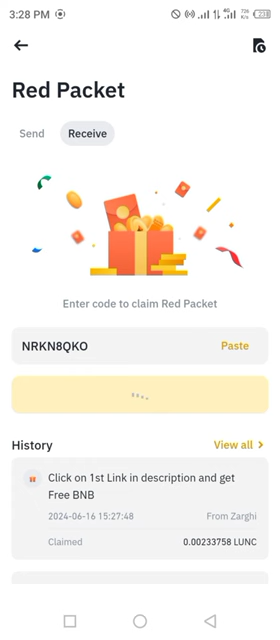 3:28 PM
Red Packet
Send Receive
Enter code to claim Red Packet
NRKN8QKO Paste
History View all
Click on 1st Link in description and get
Free BNB
2024-06-16 15:27:48 From Zarghi
Claimed 0.00233758 LUNC